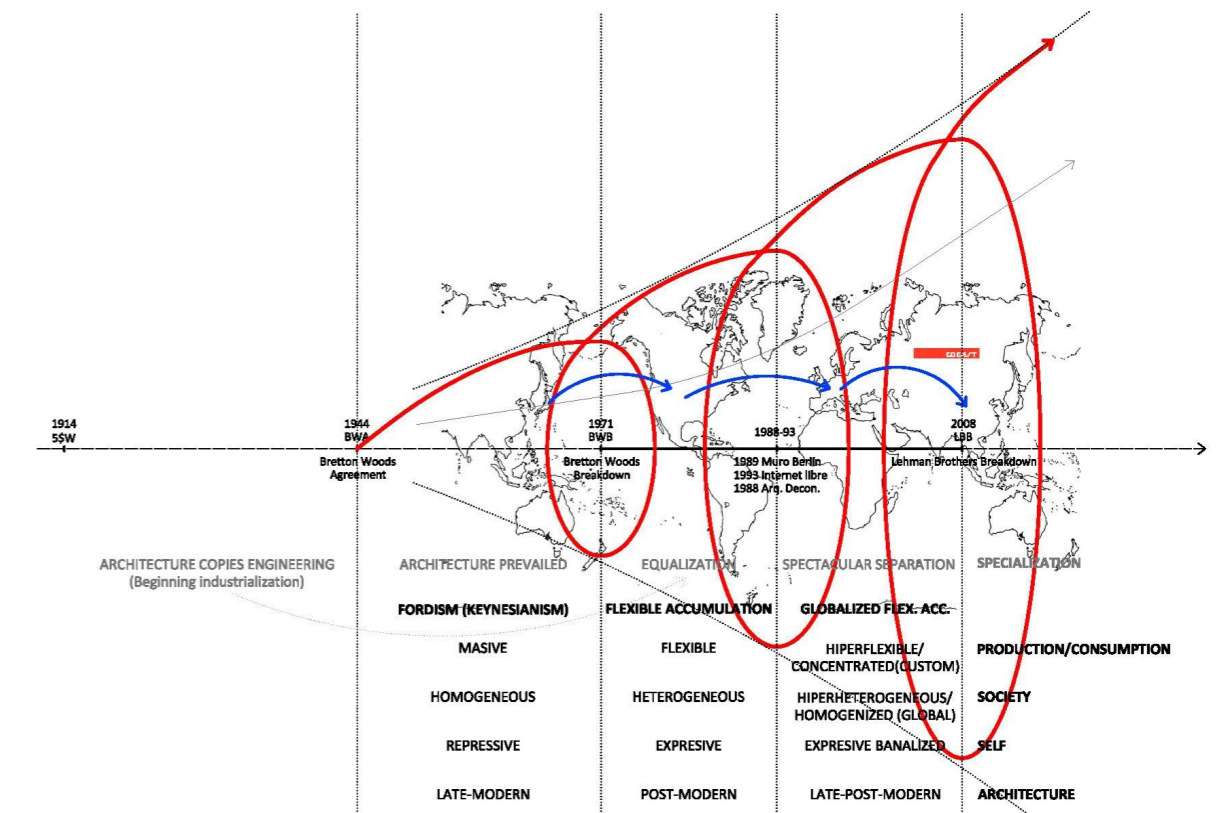 1914
5$W
1944
BWA
Bretton Woods
Agreement
1971
BWB
Bretton Woods
Breakdown
1988-93
1989 Muro Berlin
1993 Internet libre
1988 Arq. Decon.
2008
LBB
Lehman Brothers Breakdown
ARCHITECTURE COPIES ENGINEERING
(Beginning industrialization)
ARCHITECTURE PREVAILED
EQUALIZATION
SPECTACULAR SEPARATION
SPECIALIZATION
FORDISM (KEYNESIANISM)
FLEXIBLE ACCUMULATION
GLOBALIZED FLEX. ACC.
MASIVE
FLEXIBLE
HIPERFLEXIBLE/
CONCENTRATED(CUSTOM)
PRODUCTION/CONSUMPTION
HOMOGENEOUS
HETEROGENEOUS
HIPERHETEROGENEOUS/
HOMOGENIZED (GLOBAL)
SOCIETY
REPRESSIVE
EXPRESIVE
EXPRESIVE BANALIZED
SELF
LATE-MODERN
POST-MODERN
LATE-POST-MODERN
ARCHITECTURE